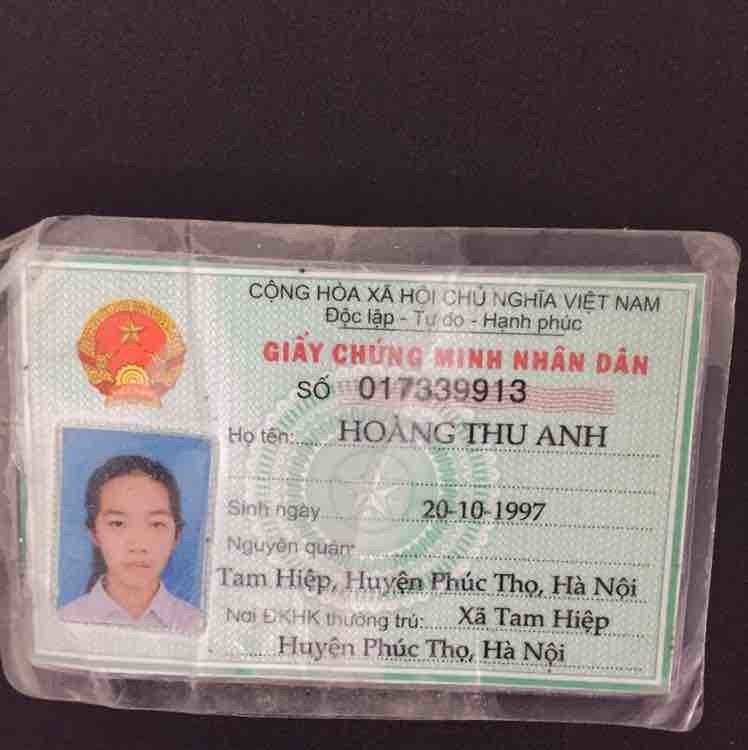 CỘNG HÒA XÃ HỘI CHỦ NGHĨA VIỆT NAM
Độc lập - Tự do - Hạnh phúc
GIẤY CHỨNG MINH NHÂN DÂN
SỐ 017339913
Họ tên: HOÀNG THU ANH
Sinh ngày 20-10-1997
Nguyên quán:
Tam Hiệp, Huyện Phúc Thọ, Hà Nội
Nơi ĐKHK thường trú: Xã Tam Hiệp
Huyện Phúc Thọ, Hà Nội